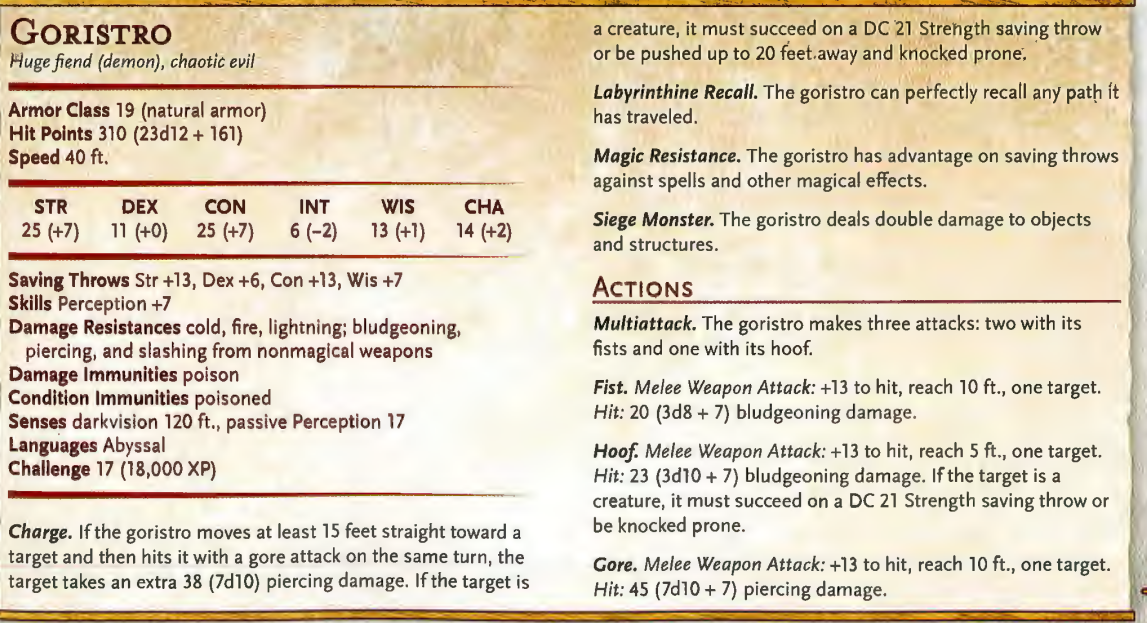 GORISTRO
Huge fiend (demon), chaotic evil
Armor Class 19 (natural armor)
Hit Points 310 (23d12 + 161)
Speed 40 ft.
STR DEX CON INT WIS CHA
25 (+7) 11 (+0) 25 (+7) 6 (−2) 13 (+1) 14 (+2)
Saving Throws Str +13, Dex +6, Con +13, Wis +7
Skills Perception +7
Damage Resistances cold, fire, lightning; bludgeoning,
piercing, and slashing from nonmagical weapons
Damage Immunities poison
Condition Immunities poisoned
Senses darkvision 120 ft., passive Perception 17
Languages Abyssal
Challenge 17 (18,000 XP)
Charge. If the goristro moves at least 15 feet straight toward a
target and then hits it with a gore attack on the same turn, the
target takes an extra 38 (7d10) piercing damage. If the target is
a creature, it must succeed on a DC 21 Strength saving throw
or be pushed up to 20 feet away and knocked prone.
Labyrinthine Recall. The goristro can perfectly recall any path it
has traveled.
Magic Resistance. The goristro has advantage on saving throws
against spells and other magical effects.
Siege Monster. The goristro deals double damage to objects
and structures.
ACTIONS
Multiattack. The goristro makes three attacks: two with its
fists and one with its hoof.
Fist. Melee Weapon Attack: +13 to hit, reach 10 ft., one target.
Hit: 20 (3d8 + 7) bludgeoning damage.
Hoof. Melee Weapon Attack: +13 to hit, reach 5 ft., one target.
Hit: 23 (3d10 + 7) bludgeoning damage. If the target is a
creature, it must succeed on a DC 21 Strength saving throw or
be knocked prone.
Gore. Melee Weapon Attack: +13 to hit, reach 10 ft., one target.
Hit: 45 (7d10 + 7) piercing damage.